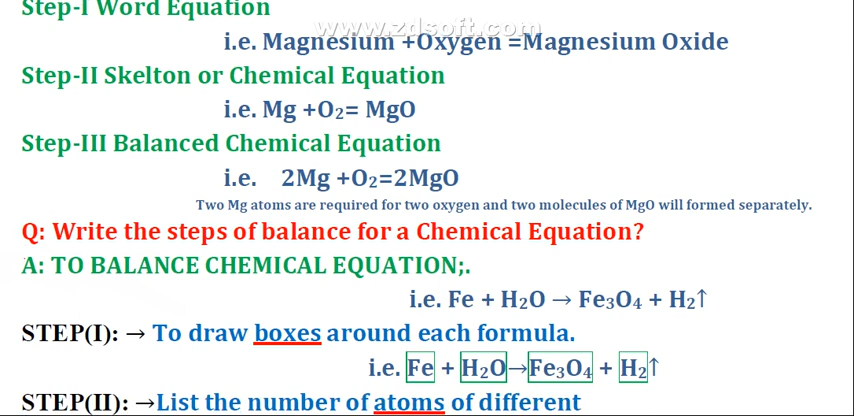 Step-I Word Equation
www.zdsoft.com
i.e. Magnesium +Oxygen =Magnesium Oxide
Step-II Skelton or Chemical Equation
i.e. Mg +O₂= MgO
Step-III Balanced Chemical Equation
i.e. 2Mg +O₂=2MgO
Two Mg atoms are required for two oxygen and two molecules of MgO will formed separately.
Q: Write the steps of balance for a Chemical Equation?
A: TO BALANCE CHEMICAL EQUATION;.
i.e. Fe + H₂O → Fe₃O₄ + H₂↑
STEP(I): → To draw boxes around each formula.
i.e. Fe + H₂O→Fe₃O₄ + H₂↑
STEP(II): →List the number of atoms of different